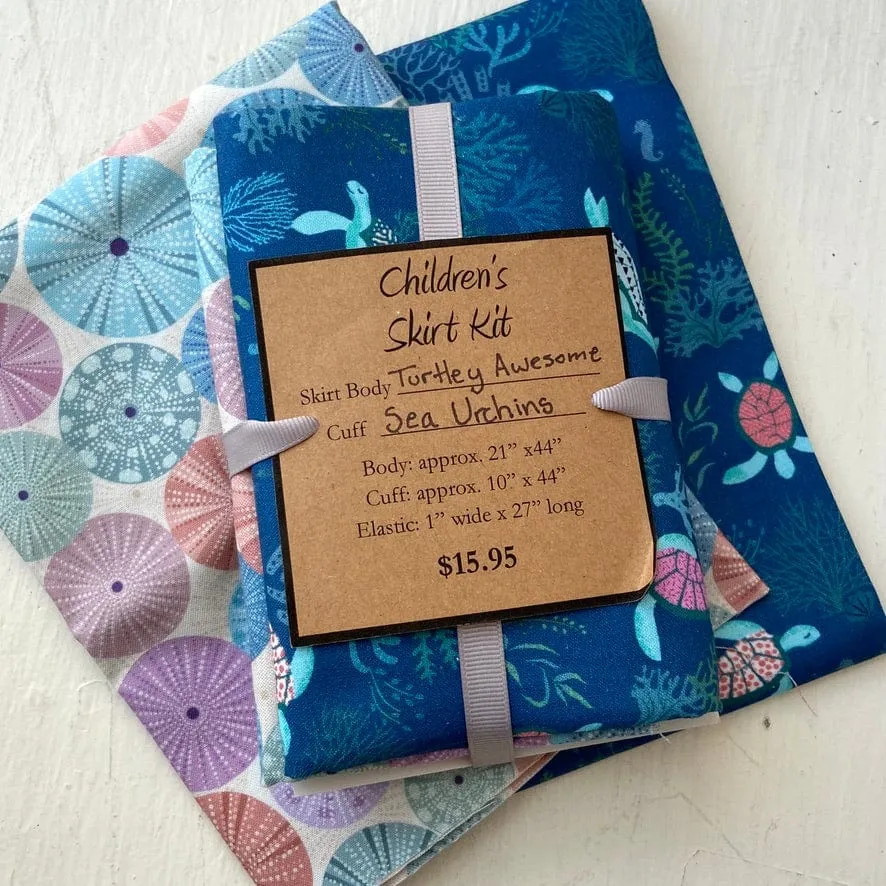 Children's
Skirt Kit
Skirt Body Turtley Awesome
Cuff Sea Urchins
Body: approx. 21” x44”
Cuff: approx. 10” x 44”
Elastic: 1” wide x 27” long
$15.95